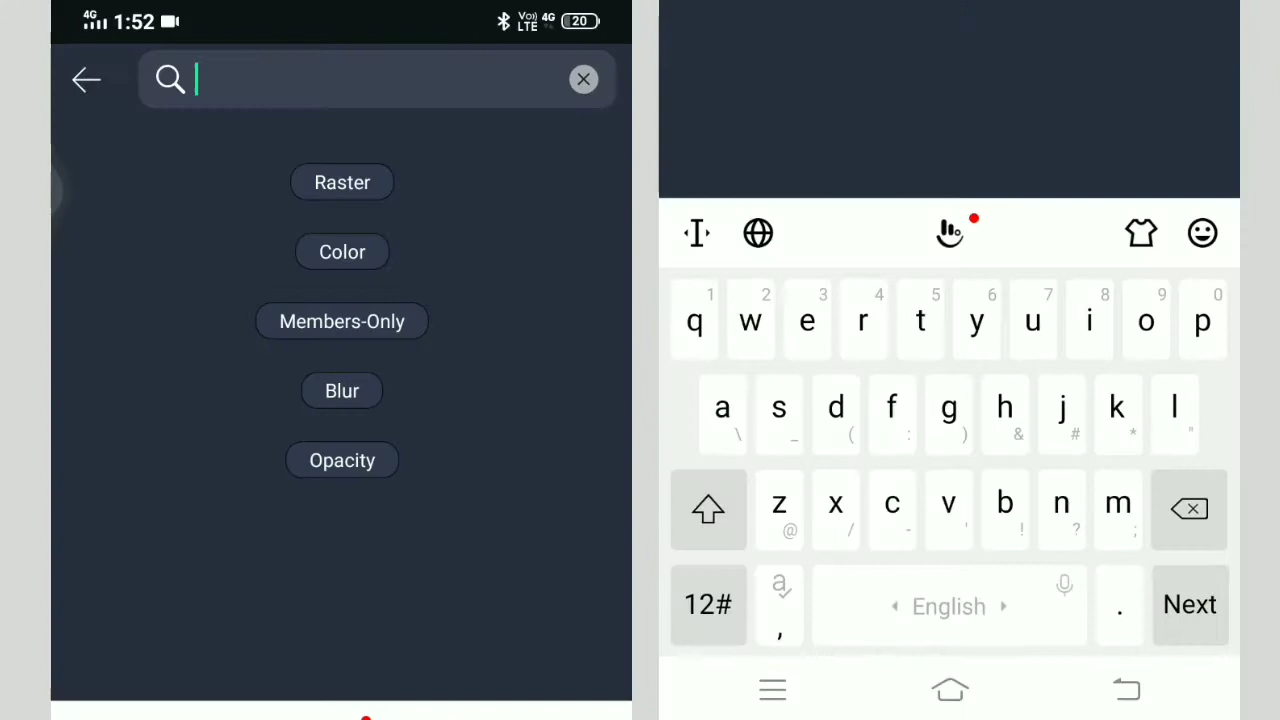 4G 1:52 Vo) LTE 4G 20
Raster
Color
Members-Only
Blur
Opacity
1 2 3 4 5 6 7 8 9 0
q w e r t y u i o p
a s d f g h j k l
\ _ ( : ) & # * "
z x c v b n m
@ / - ' ! ? ;
12# a , English . Next